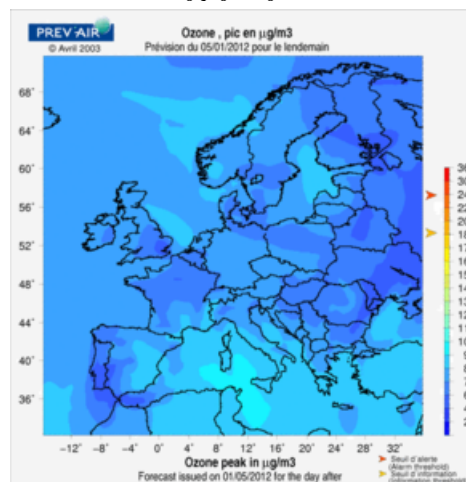 PREV'AIR
© Avril 2003
Ozone , pic en µg/m3
Prévision du 05/01/2012 pour le lendemain
68°
64°
60°
56°
52°
48°
44°
40°
36°
−12° −8° −4° 0° 4° 8° 12° 16° 20° 24° 28° 32°
Ozone peak in µg/m3
Forecast issued on 01/05/2012 for the day after
Seuil d'alerte
(Alarm threshold)
Seuil d'information
(Information threshold)